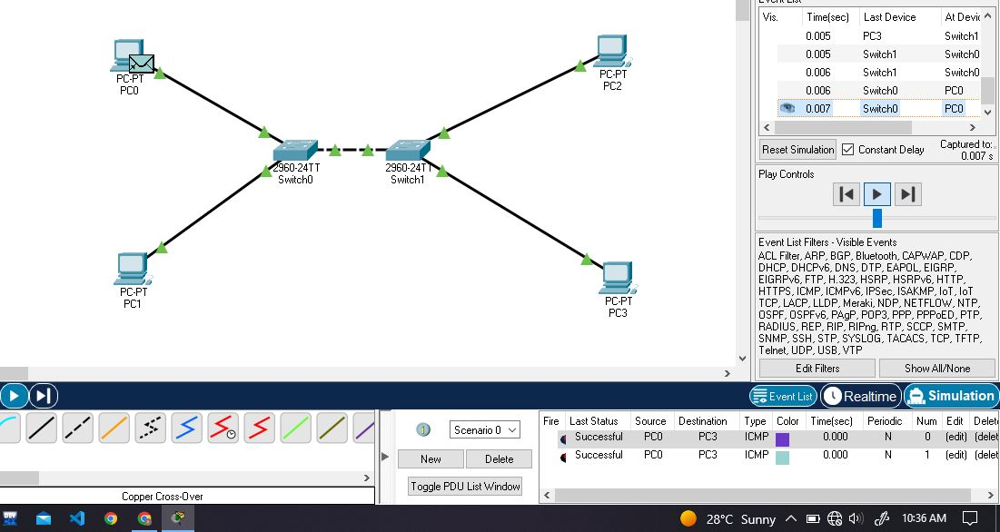 Event List
Vis. Time(sec) Last Device At Devic
0.005 PC3 Switch1
0.005 Switch1 Switch0
0.006 Switch1 Switch0
0.006 Switch0 PC0
0.007 Switch0 PC0
Reset Simulation Constant Delay Captured to:
0.007 s
Play Controls
Event List Filters - Visible Events
ACL Filter, ARP, BGP, Bluetooth, CAPWAP, CDP,
DHCP, DHCPv6, DNS, DTP, EAPOL, EIGRP,
EIGRPv6, FTP, H.323, HSRP, HSRPv6, HTTP,
HTTPS, ICMP, ICMPv6, IPSec, ISAKMP, IoT, IoT
TCP, LACP, LLDP, Meraki, NDP, NETFLOW, NTP,
OSPF, OSPFv6, PAgP, POP3, PPP, PPPoED, PTP,
RADIUS, REP, RIP, RIPng, RTP, SCCP, SMTP,
SNMP, SSH, STP, SYSLOG, TACACS, TCP, TFTP,
Telnet, UDP, USB, VTP
Edit Filters Show All/None
PC-PT
PC0
PC-PT
PC2
2960-24TT
Switch0
2960-24TT
Switch1
PC-PT
PC1
PC-PT
PC3
Event List Realtime Simulation
Scenario 0
New Delete
Toggle PDU List Window
Copper Cross-Over
Fire Last Status Source Destination Type Color Time(sec) Periodic Num Edit Delete
Successful PC0 PC3 ICMP 0.000 N 0 (edit) (delet
Successful PC0 PC3 ICMP 0.000 N 1 (edit) (delet
28°C Sunny 10:36 AM